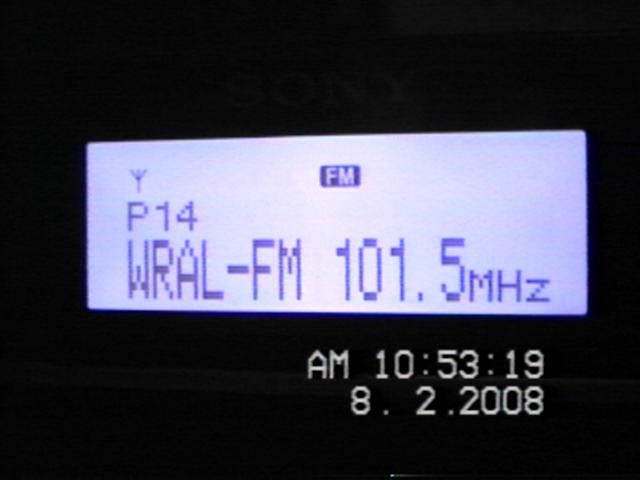 SONY
FM
P14
WRAL-FM 101.5MHz
AM 10:53:19
8. 2.2008